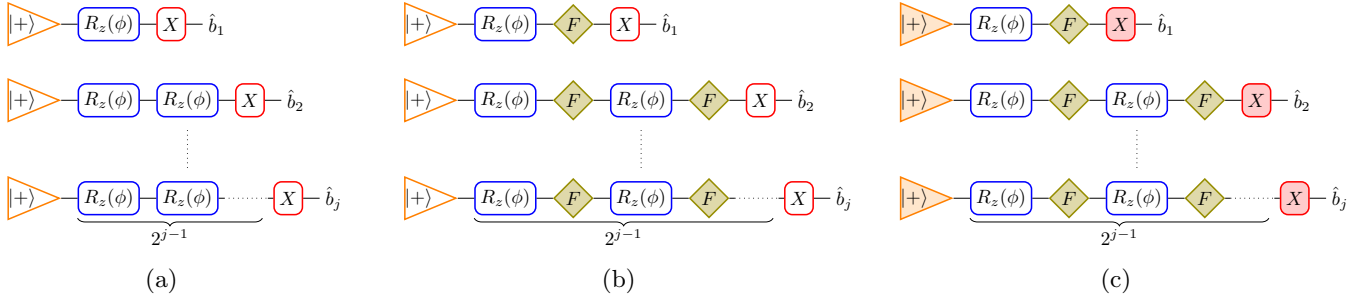 |+⟩ R_z(ϕ) X b̂_1
|+⟩ R_z(ϕ) R_z(ϕ) X b̂_2
|+⟩ R_z(ϕ) R_z(ϕ) X b̂_j
2^{j−1}
(a)
|+⟩ R_z(ϕ) F X b̂_1
|+⟩ R_z(ϕ) F R_z(ϕ) F X b̂_2
|+⟩ R_z(ϕ) F R_z(ϕ) F X b̂_j
2^{j−1}
(b)
|+⟩ R_z(ϕ) F X b̂_1
|+⟩ R_z(ϕ) F R_z(ϕ) F X b̂_2
|+⟩ R_z(ϕ) F R_z(ϕ) F X b̂_j
2^{j−1}
(c)